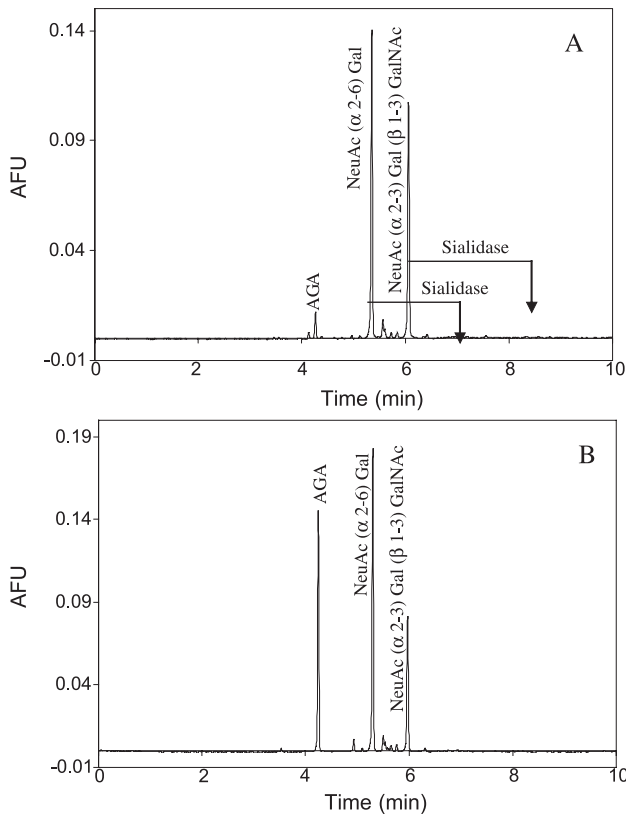 A
0.14
0.09
0.04
-0.01
AFU
AGA
NeuAc (α 2-6) Gal
NeuAc (α 2-3) Gal (β 1-3) GalNAc
Sialidase
Sialidase
0 2 4 6 8 10
Time (min)
B
0.19
0.14
0.09
0.04
-0.01
AFU
AGA
NeuAc (α 2-6) Gal
NeuAc (α 2-3) Gal (β 1-3) GalNAc
0 2 4 6 8 10
Time (min)